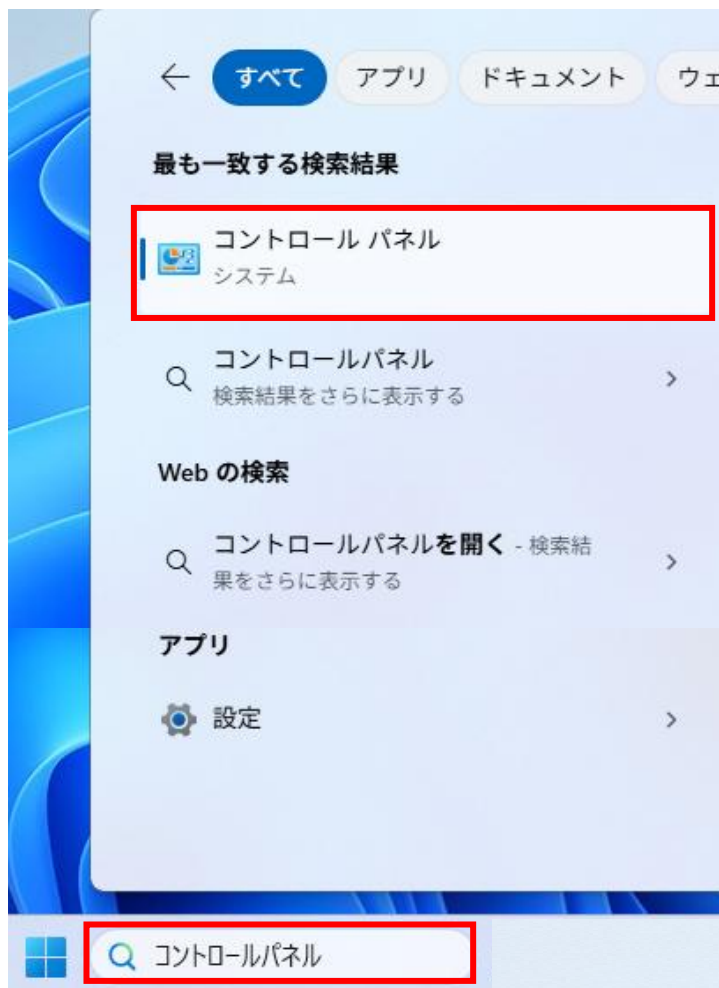 すべて アプリ ドキュメント ウェ
最も一致する検索結果
コントロール パネル
システム
コントロールパネル
検索結果をさらに表示する
Web の検索
コントロールパネルを開く - 検索結
果をさらに表示する
アプリ
設定
コントロールパネル